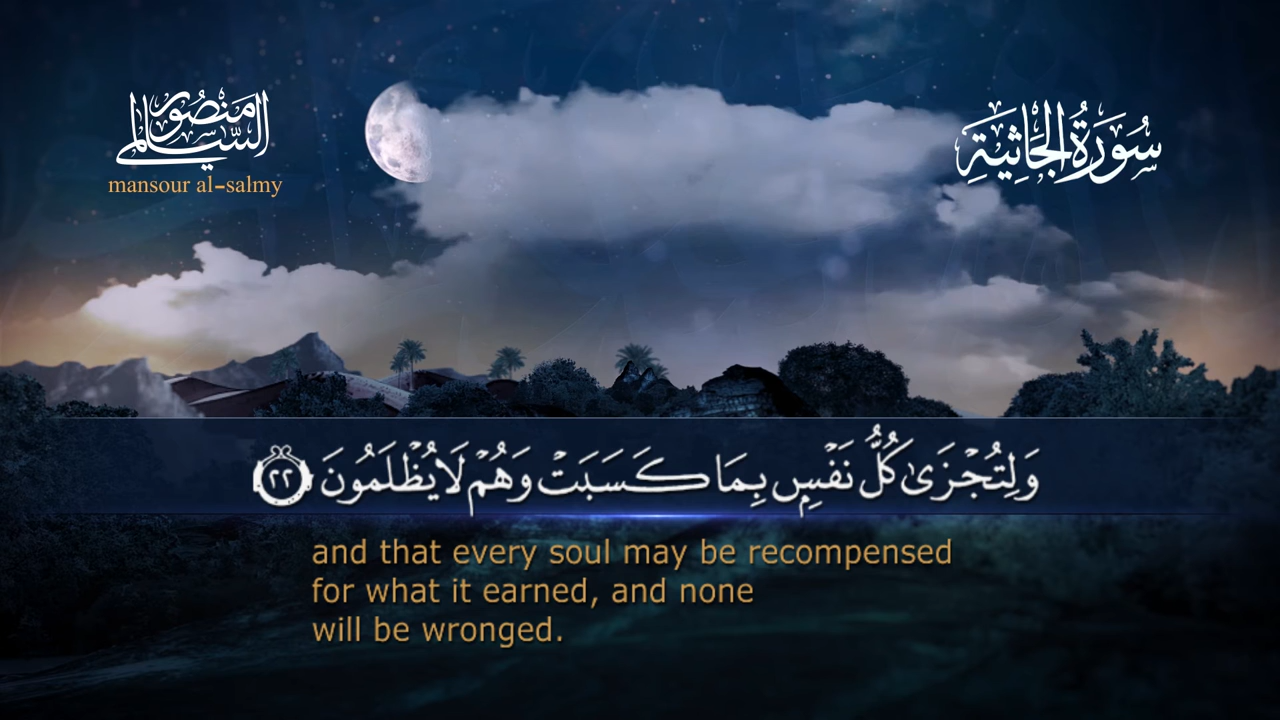 منصور السالمي
mansour al-salmy
سُورَةُ الجَاثِيَةِ
وَلِتُجْزَىٰ كُلُّ نَفْسٍ بِمَا كَسَبَتْ وَهُمْ لَا يُظْلَمُونَ ٢٢
and that every soul may be recompensed
for what it earned, and none
will be wronged.